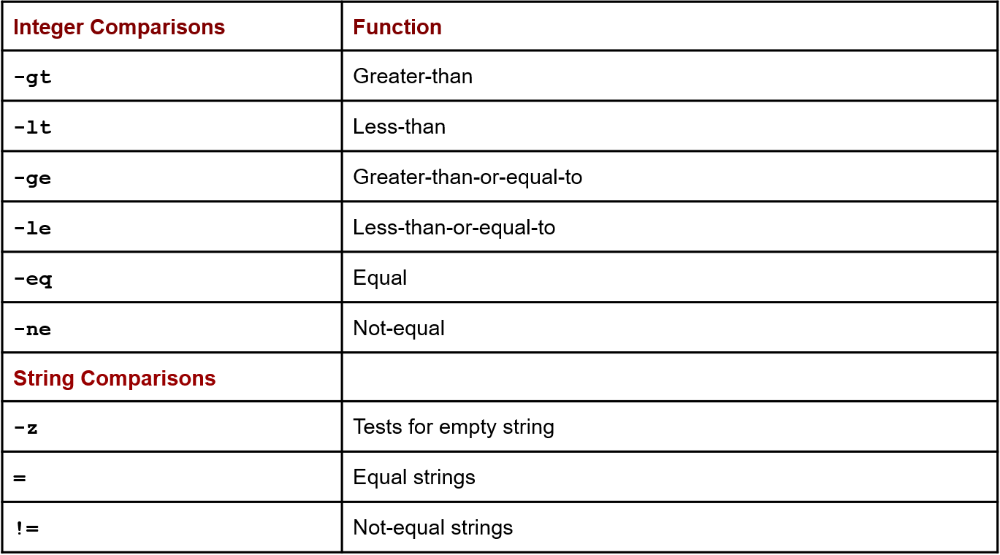 Integer Comparisons Function
-gt Greater-than
-lt Less-than
-ge Greater-than-or-equal-to
-le Less-than-or-equal-to
-eq Equal
-ne Not-equal
String Comparisons
-z Tests for empty string
= Equal strings
!= Not-equal strings